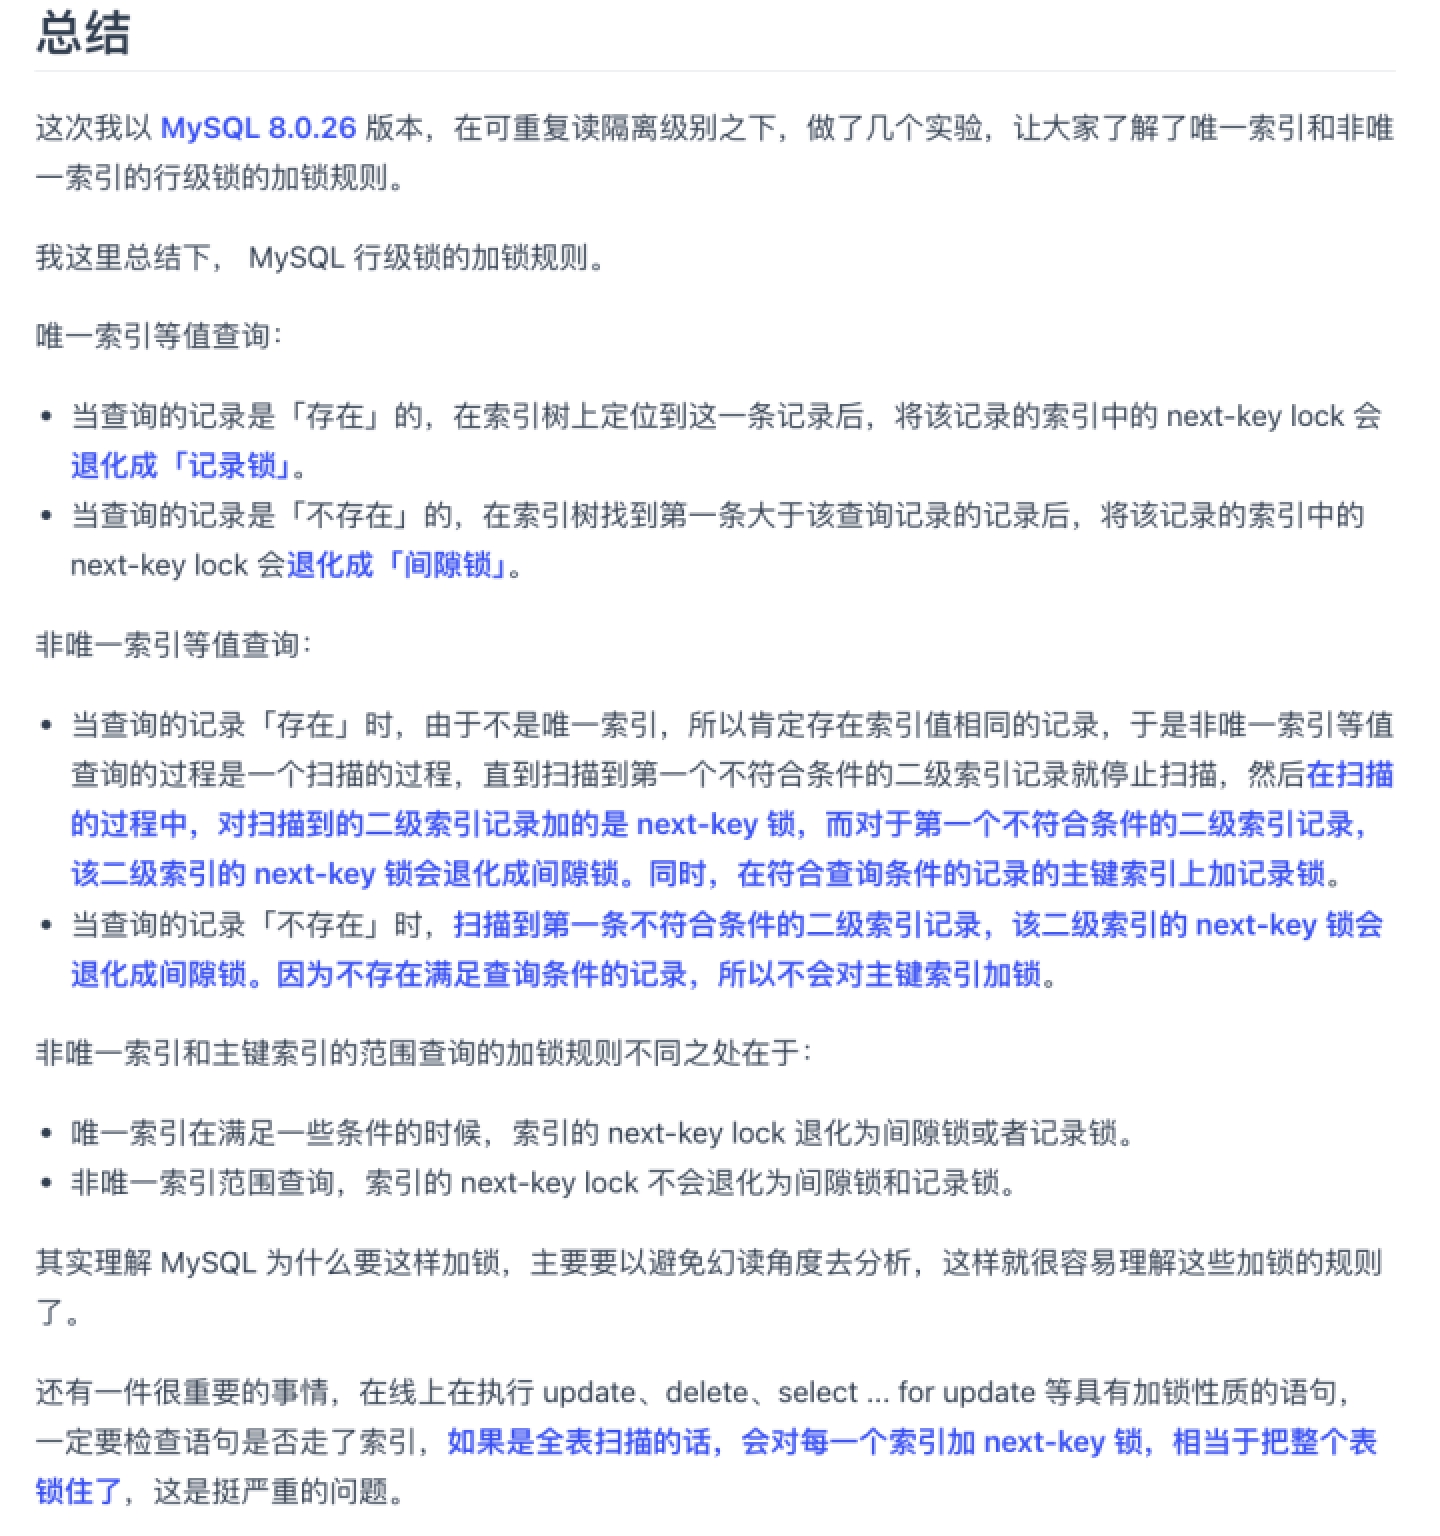 总结
这次我以 MySQL 8.0.26 版本，在可重复读隔离级别之下，做了几个实验，让大家了解了唯一索引和非唯
一索引的行级锁的加锁规则。
我这里总结下， MySQL 行级锁的加锁规则。
唯一索引等值查询：
• 当查询的记录是「存在」的，在索引树上定位到这一条记录后，将该记录的索引中的 next-key lock 会
退化成「记录锁」。
• 当查询的记录是「不存在」的，在索引树找到第一条大于该查询记录的记录后，将该记录的索引中的
next-key lock 会退化成「间隙锁」。
非唯一索引等值查询：
• 当查询的记录「存在」时，由于不是唯一索引，所以肯定存在索引值相同的记录，于是非唯一索引等值
查询的过程是一个扫描的过程，直到扫描到第一个不符合条件的二级索引记录就停止扫描，然后在扫描
的过程中，对扫描到的二级索引记录加的是 next-key 锁，而对于第一个不符合条件的二级索引记录，
该二级索引的 next-key 锁会退化成间隙锁。同时，在符合查询条件的记录的主键索引上加记录锁。
• 当查询的记录「不存在」时，扫描到第一条不符合条件的二级索引记录，该二级索引的 next-key 锁会
退化成间隙锁。因为不存在满足查询条件的记录，所以不会对主键索引加锁。
非唯一索引和主键索引的范围查询的加锁规则不同之处在于：
• 唯一索引在满足一些条件的时候，索引的 next-key lock 退化为间隙锁或者记录锁。
• 非唯一索引范围查询，索引的 next-key lock 不会退化为间隙锁和记录锁。
其实理解 MySQL 为什么要这样加锁，主要要以避免幻读角度去分析，这样就很容易理解这些加锁的规则
了。
还有一件很重要的事情，在线上在执行 update、delete、select ... for update 等具有加锁性质的语句，
一定要检查语句是否走了索引，如果是全表扫描的话，会对每一个索引加 next-key 锁，相当于把整个表
锁住了，这是挺严重的问题。